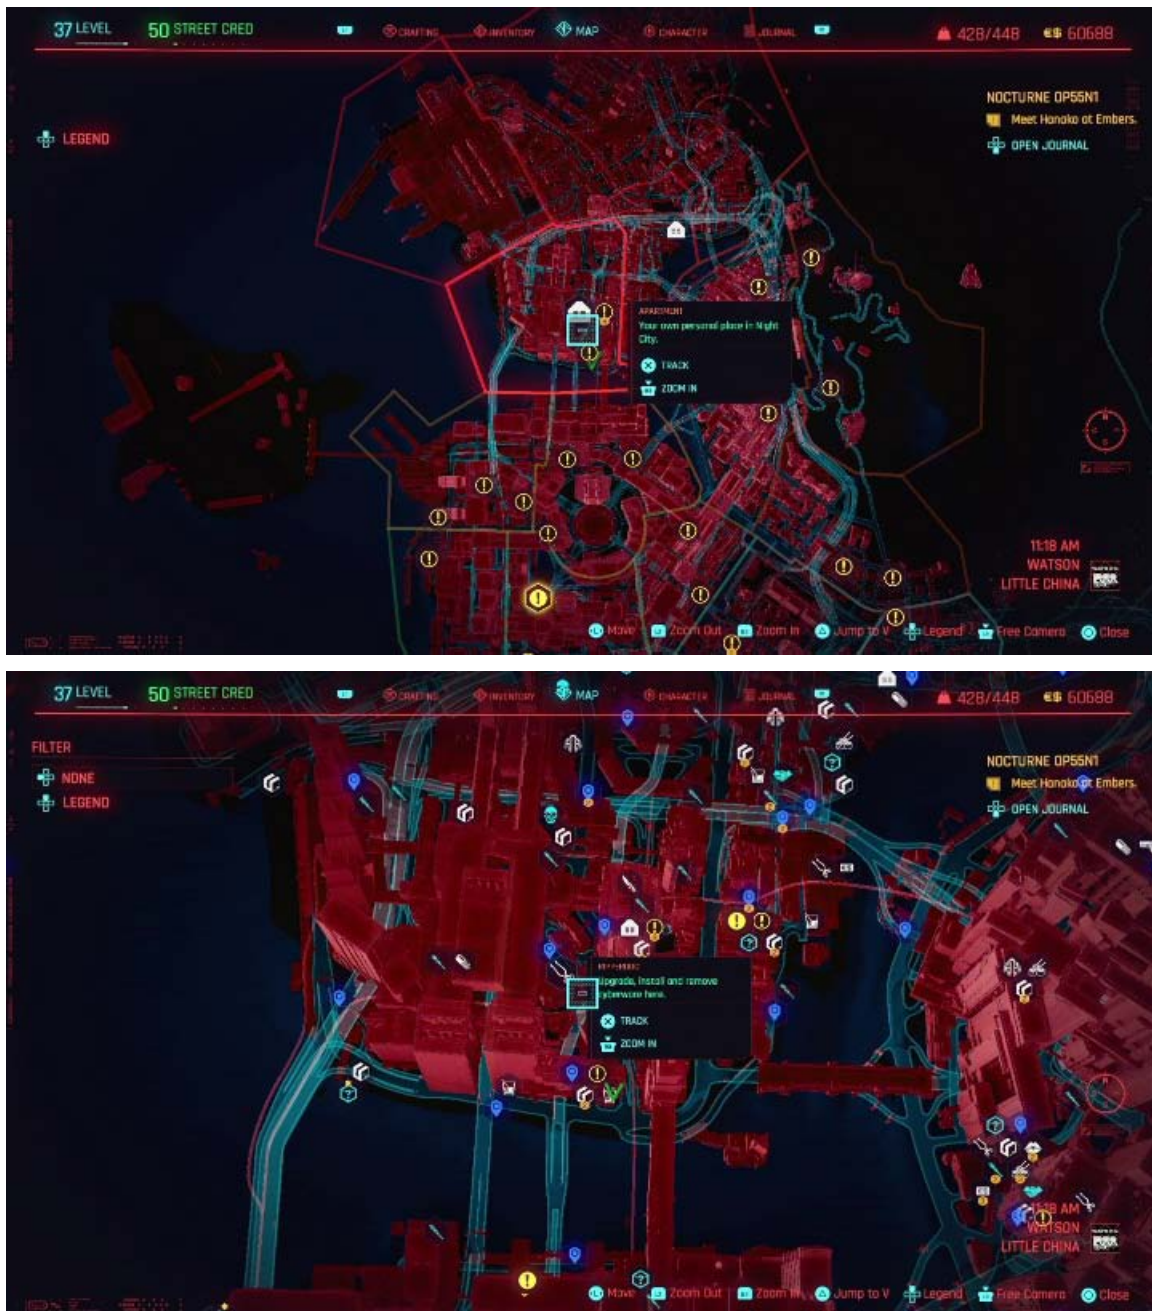 37 LEVEL 50 STREET CRED CRAFTING INVENTORY MAP CHARACTER JOURNAL 428/448 €$ 60688
NOCTURNE OP55N1
Meet Hanako at Embers.
LEGEND
OPEN JOURNAL
APARTMENT
Your own personal place in Night
City.
TRACK
ZOOM IN
11:18 AM
WATSON
LITTLE CHINA
Move Zoom Out Zoom In Jump to V Legend Free Camera Close
37 LEVEL 50 STREET CRED CRAFTING INVENTORY MAP CHARACTER JOURNAL 428/448 €$ 60688
FILTER
NONE
LEGEND
NOCTURNE OP55N1
Meet Hanako at Embers.
OPEN JOURNAL
RIPPERDOC
Upgrade, install and remove
cyberware here.
TRACK
ZOOM IN
11:18 AM
WATSON
LITTLE CHINA
Move Zoom Out Zoom In Jump to V Legend Free Camera Close